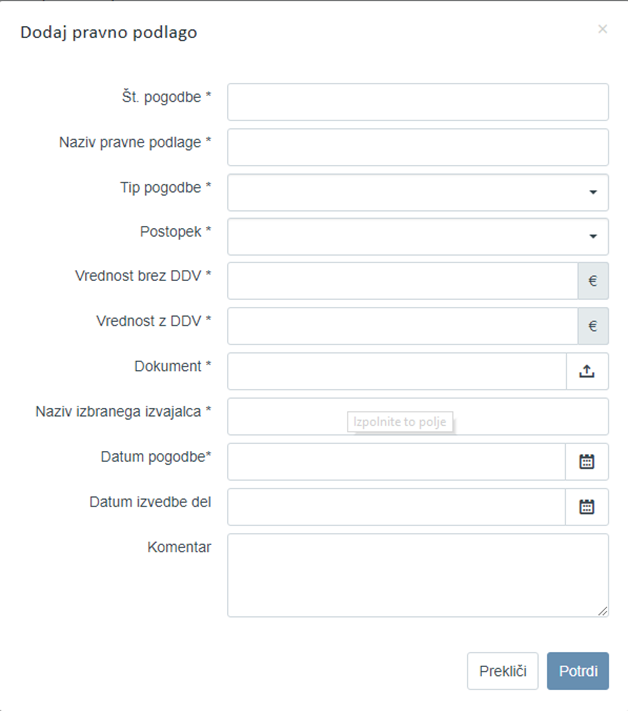 Dodaj pravno podlago ×
Št. pogodbe *
Naziv pravne podlage *
Tip pogodbe *
Postopek *
Vrednost brez DDV * €
Vrednost z DDV * €
Dokument *
Naziv izbranega izvajalca *
Izpolnite to polje
Datum pogodbe*
Datum izvedbe del
Komentar
Prekliči Potrdi